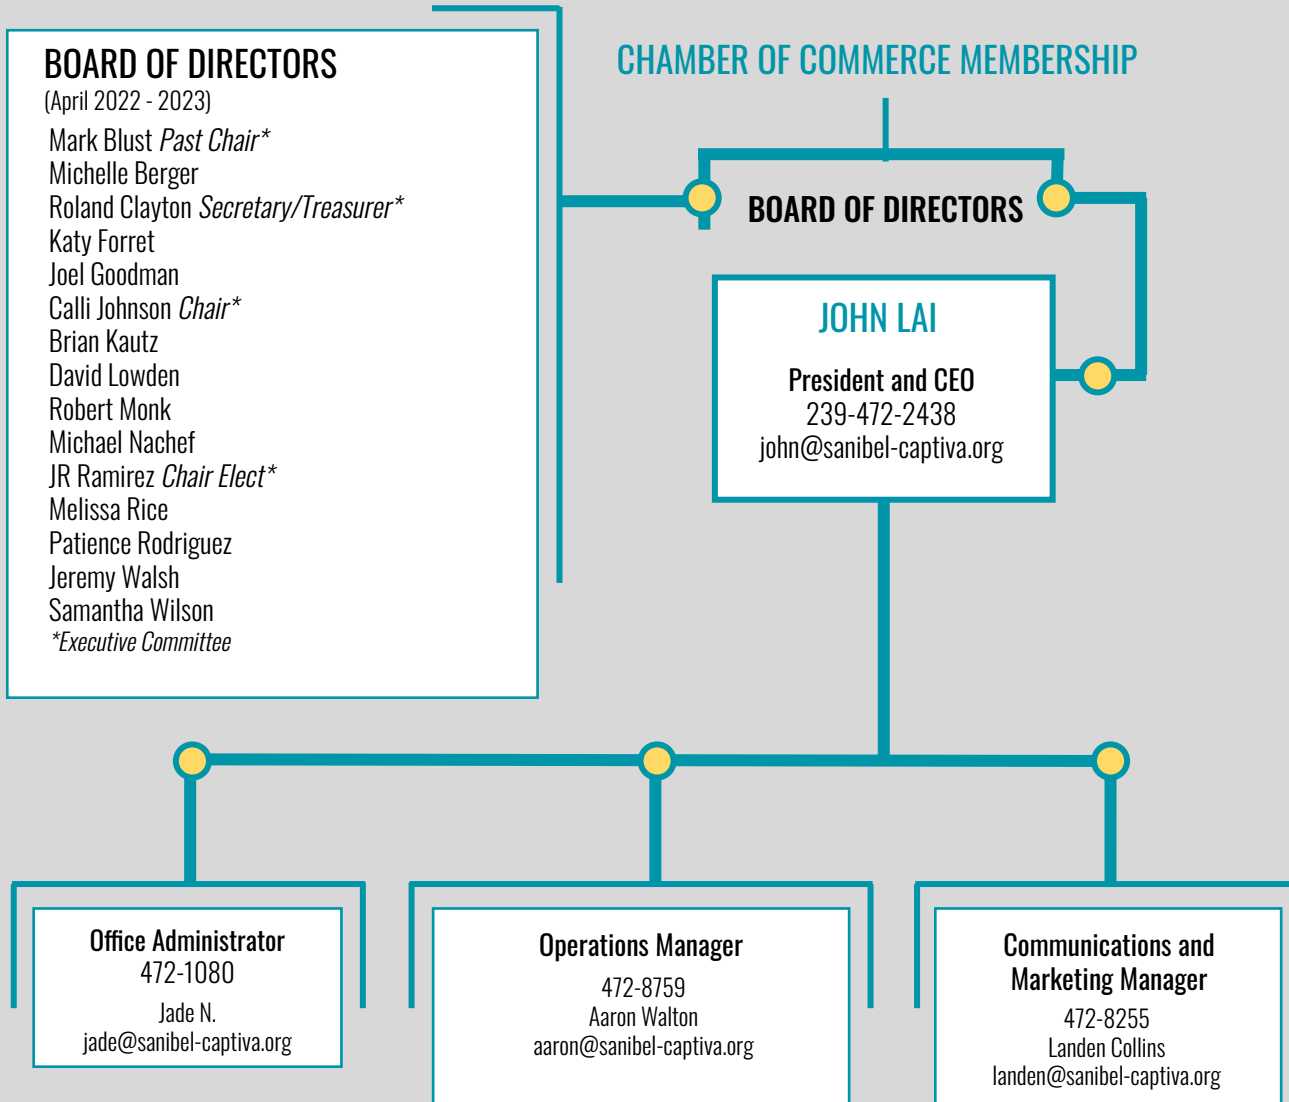 BOARD OF DIRECTORS
(April 2022 - 2023)
Mark Blust Past Chair*
Michelle Berger
Roland Clayton Secretary/Treasurer*
Katy Forret
Joel Goodman
Calli Johnson Chair*
Brian Kautz
David Lowden
Robert Monk
Michael Nachef
JR Ramirez Chair Elect*
Melissa Rice
Patience Rodriguez
Jeremy Walsh
Samantha Wilson
*Executive Committee
CHAMBER OF COMMERCE MEMBERSHIP
BOARD OF DIRECTORS
JOHN LAI
President and CEO
239-472-2438
john@sanibel-captiva.org
Office Administrator
472-1080
Jade N.
jade@sanibel-captiva.org
Operations Manager
472-8759
Aaron Walton
aaron@sanibel-captiva.org
Communications and
Marketing Manager
472-8255
Landen Collins
landen@sanibel-captiva.org